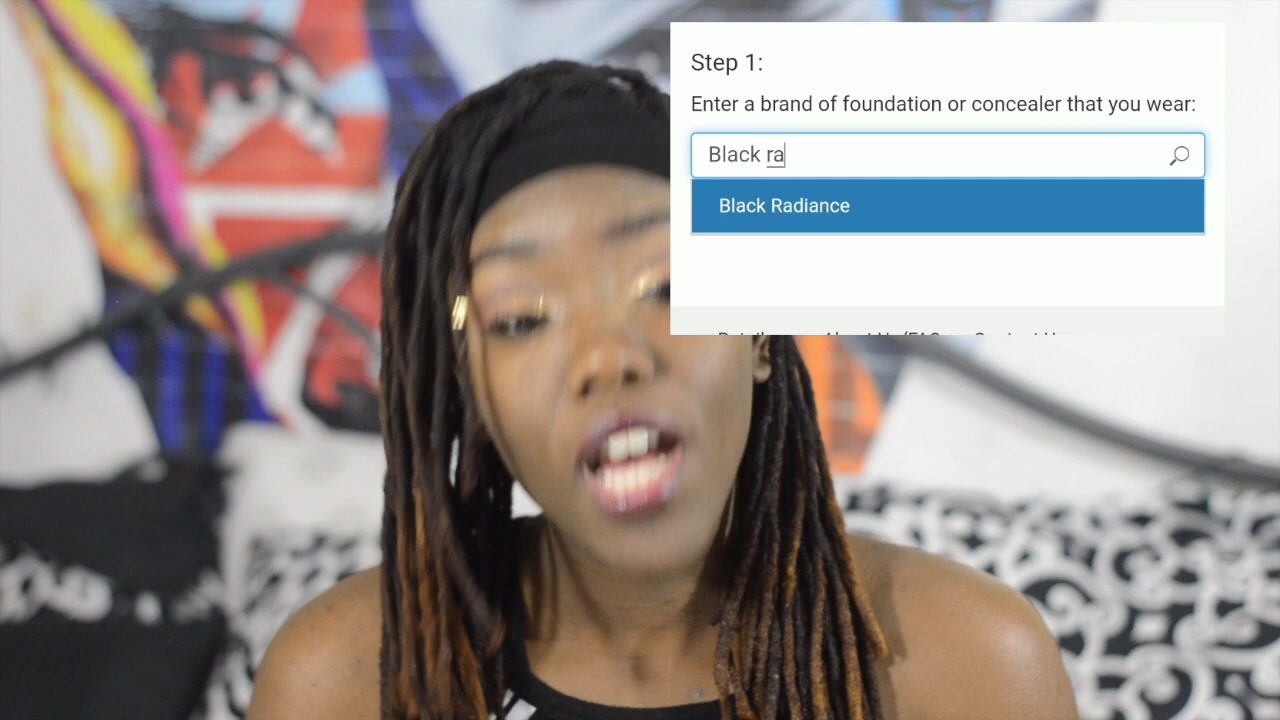 Step 1:
Enter a brand of foundation or concealer that you wear:
Black ra
Black Radiance